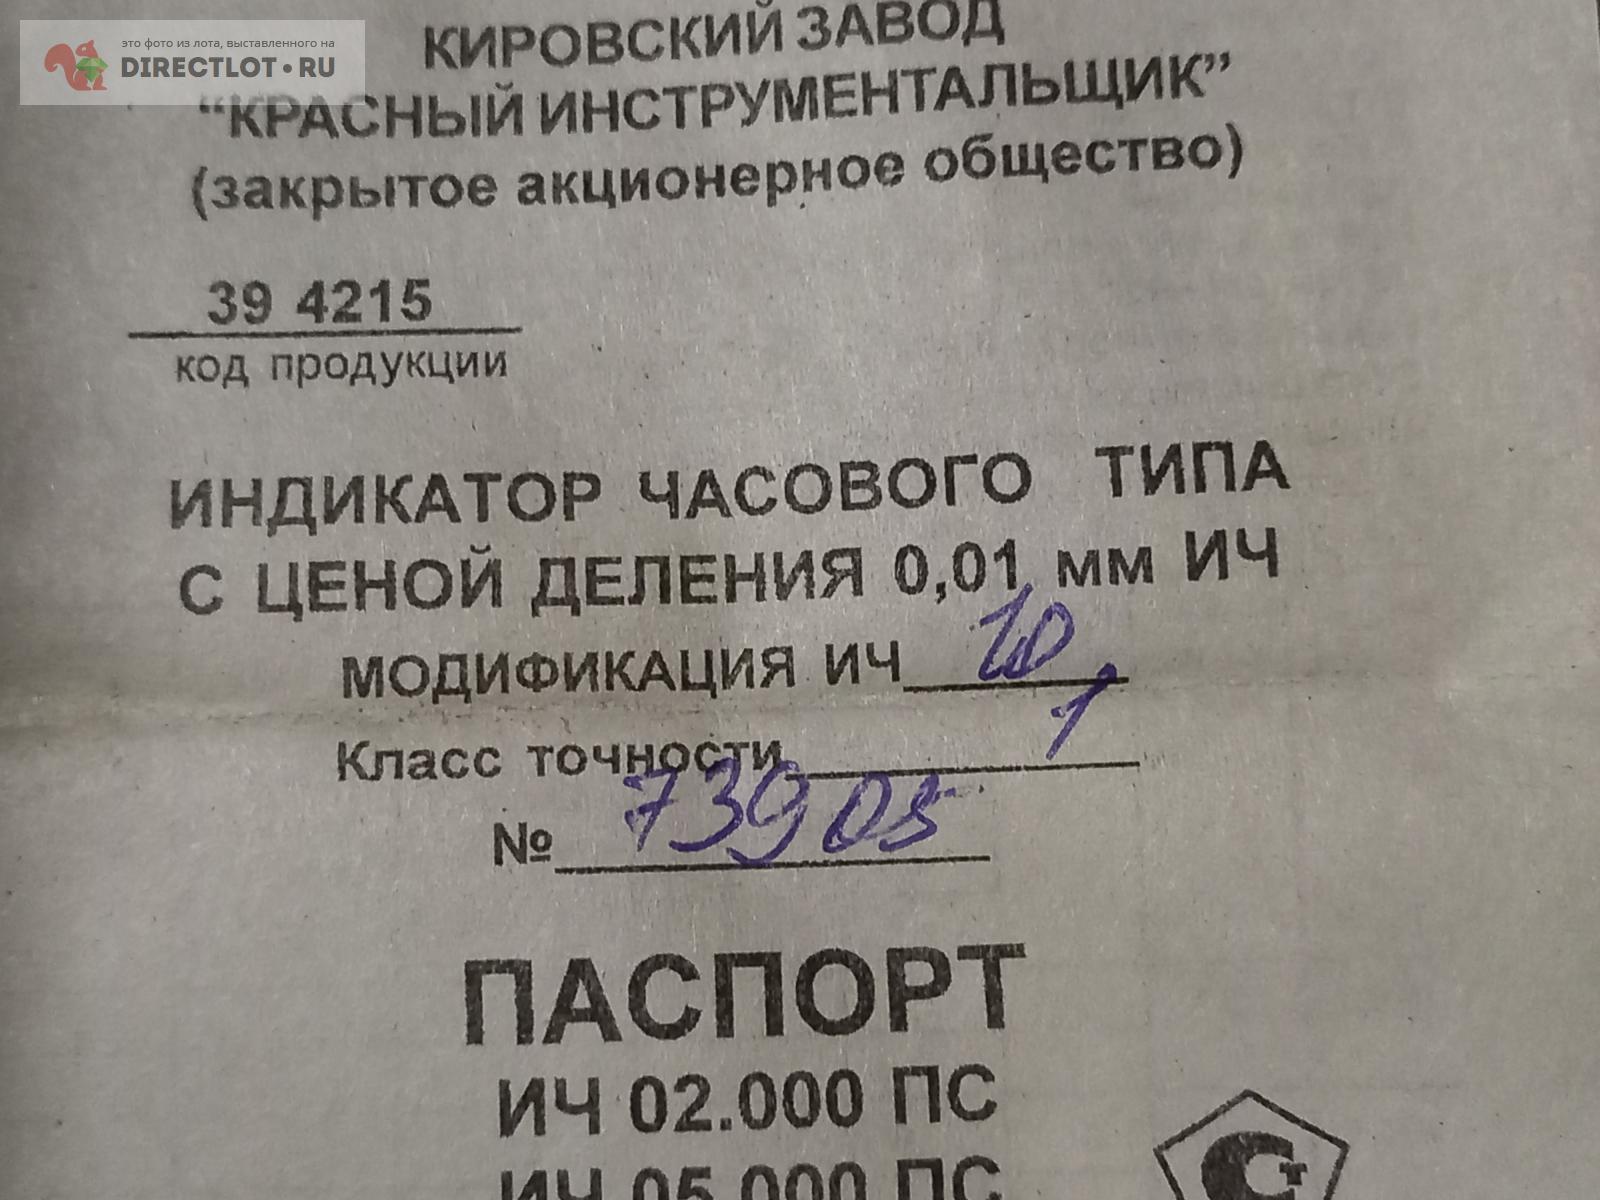 это фото из лота, выставленного на
DIRECTLOT.RU
КИРОВСКИЙ ЗАВОД
“КРАСНЫЙ ИНСТРУМЕНТАЛЬЩИК”
(закрытое акционерное общество)
39 4215
код продукции
ИНДИКАТОР ЧАСОВОГО ТИПА
С ЦЕНОЙ ДЕЛЕНИЯ 0,01 мм ИЧ
МОДИФИКАЦИЯ ИЧ 10
Класс точности 1
№ 73905
ПАСПОРТ
ИЧ 02.000 ПС
ИЧ 05.000 ПС